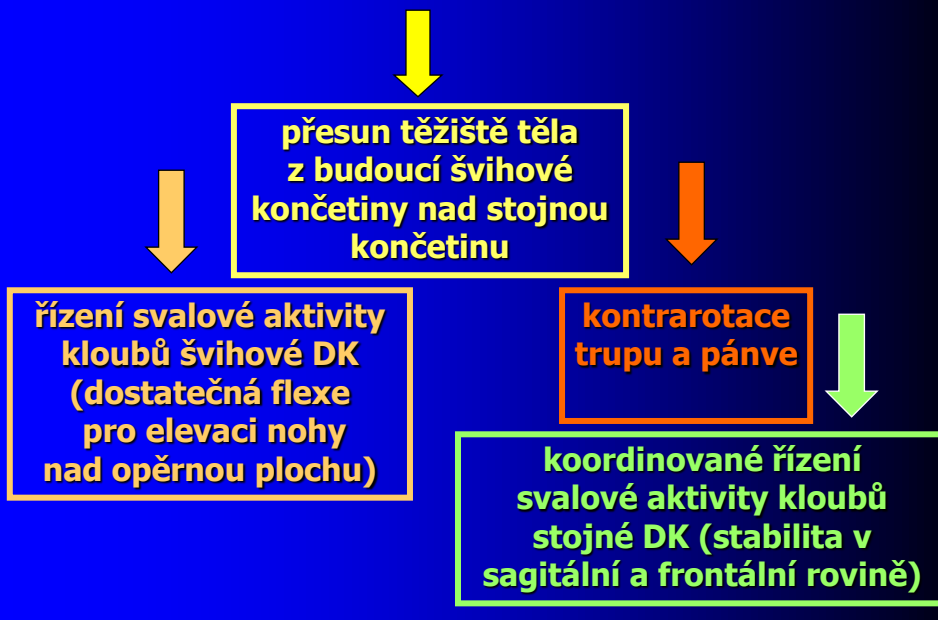 přesun těžiště těla
z budoucí švihové
končetiny nad stojnou
končetinu
řízení svalové aktivity
kloubů švihové DK
(dostatečná flexe
pro elevaci nohy
nad opěrnou plochu)
kontrarotace
trupu a pánve
koordinované řízení
svalové aktivity kloubů
stojné DK (stabilita v
sagitální a frontální rovině)